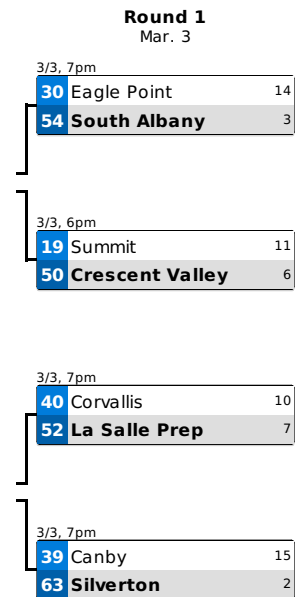 Round 1
Mar. 3
3/3, 7pm
30 Eagle Point 14
54 South Albany 3
3/3, 6pm
19 Summit 11
50 Crescent Valley 6
3/3, 7pm
40 Corvallis 10
52 La Salle Prep 7
3/3, 7pm
39 Canby 15
63 Silverton 2